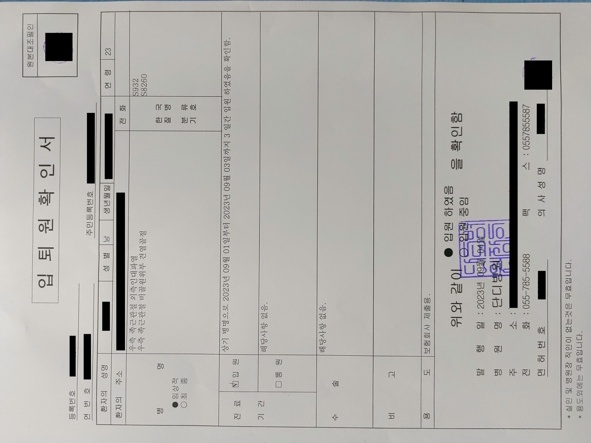 원본대조필인
입퇴원확인서
등록번호
연번호
주민등록번호
환자의 성명
성별 남
생년월일
연령 23
환자의 주소
전화
병명
● 임상적
○ 최종
우측 족근관절 외측인대파열
우측 족근관절 비골원위부 견열골절
한국질병분류기호
S932
S8260
진료기간
☑ 입원
상기 병명으로 2023년 09월 01일부터 2023년 09월 03일까지 3 일간 입원 하였음을 확인함.
□ 통원
해당사항 없음.
수술
해당사항 없음.
비고
용도
보험회사 제출용.
위와 같이 ● 입원 하였음 을 확인함
○ 입원 중임
발행일 : 2023년 09월
병원명 : 단디병원
주소 :
전화 : 055-785-5588
팩스 : 0557855587
면허번호
의사성명
* 실인 및 병원장 직인이 없는것은 무효입니다.
* 용도외에는 무효입니다.